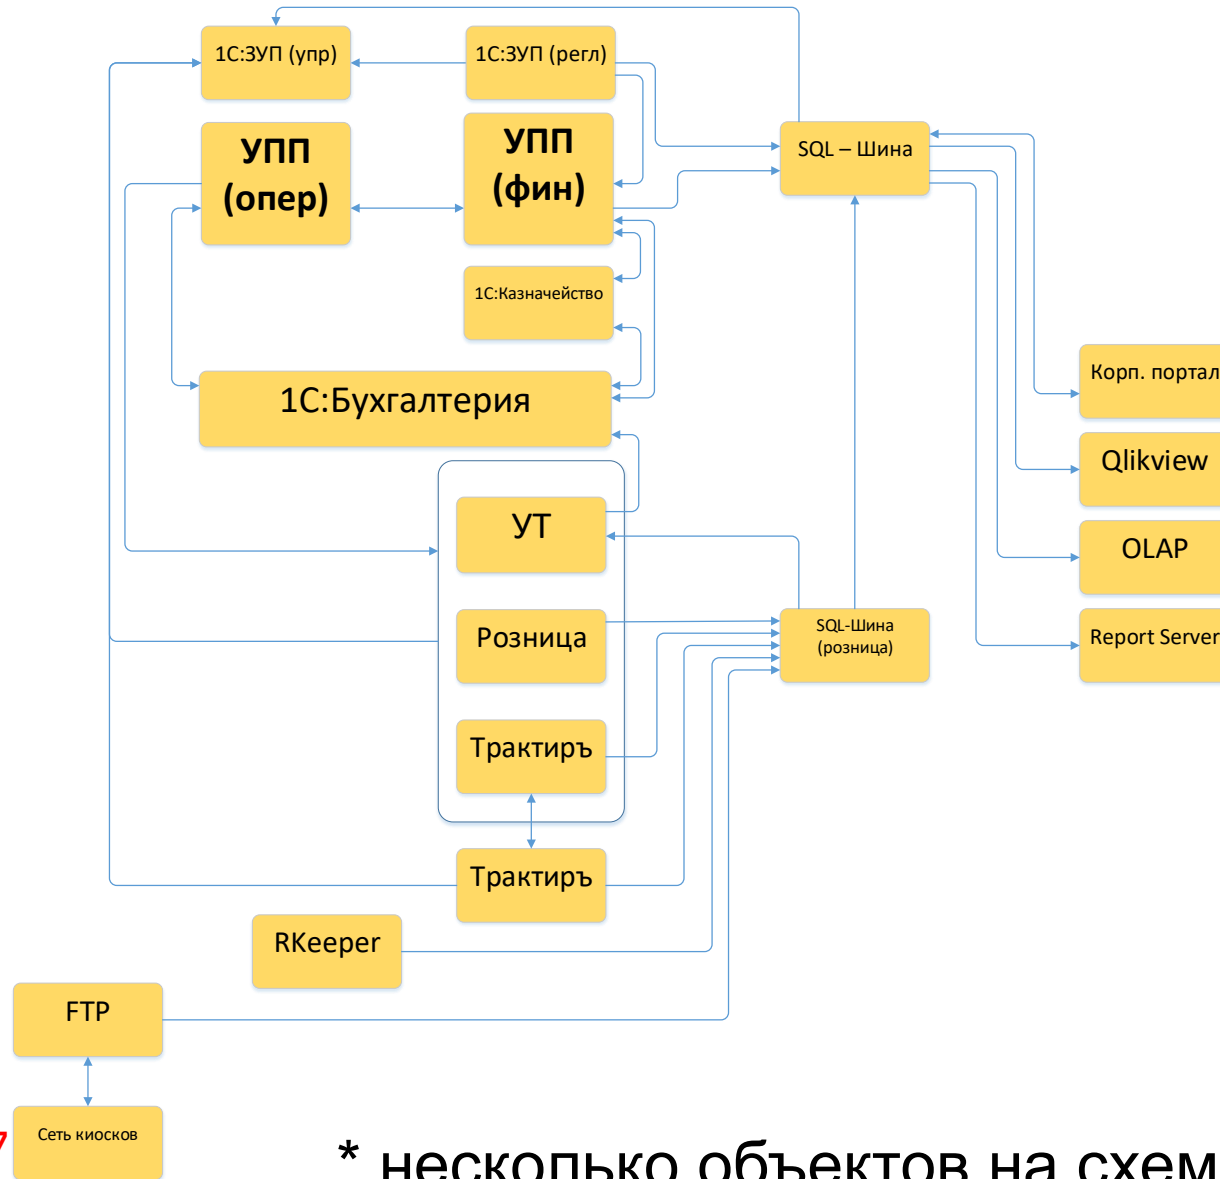 1С:ЗУП (упр)
1С:ЗУП (регл)
УПП
(опер)
УПП
(фин)
SQL – Шина
1С:Казначейство
Корп. портал
1С:Бухгалтерия
Qlikview
УТ
OLAP
Розница
SQL-Шина
(розница)
Report Server
Трактиръ
Трактиръ
RKeeper
FTP
Сеть киосков
7
* несколько объектов на схем